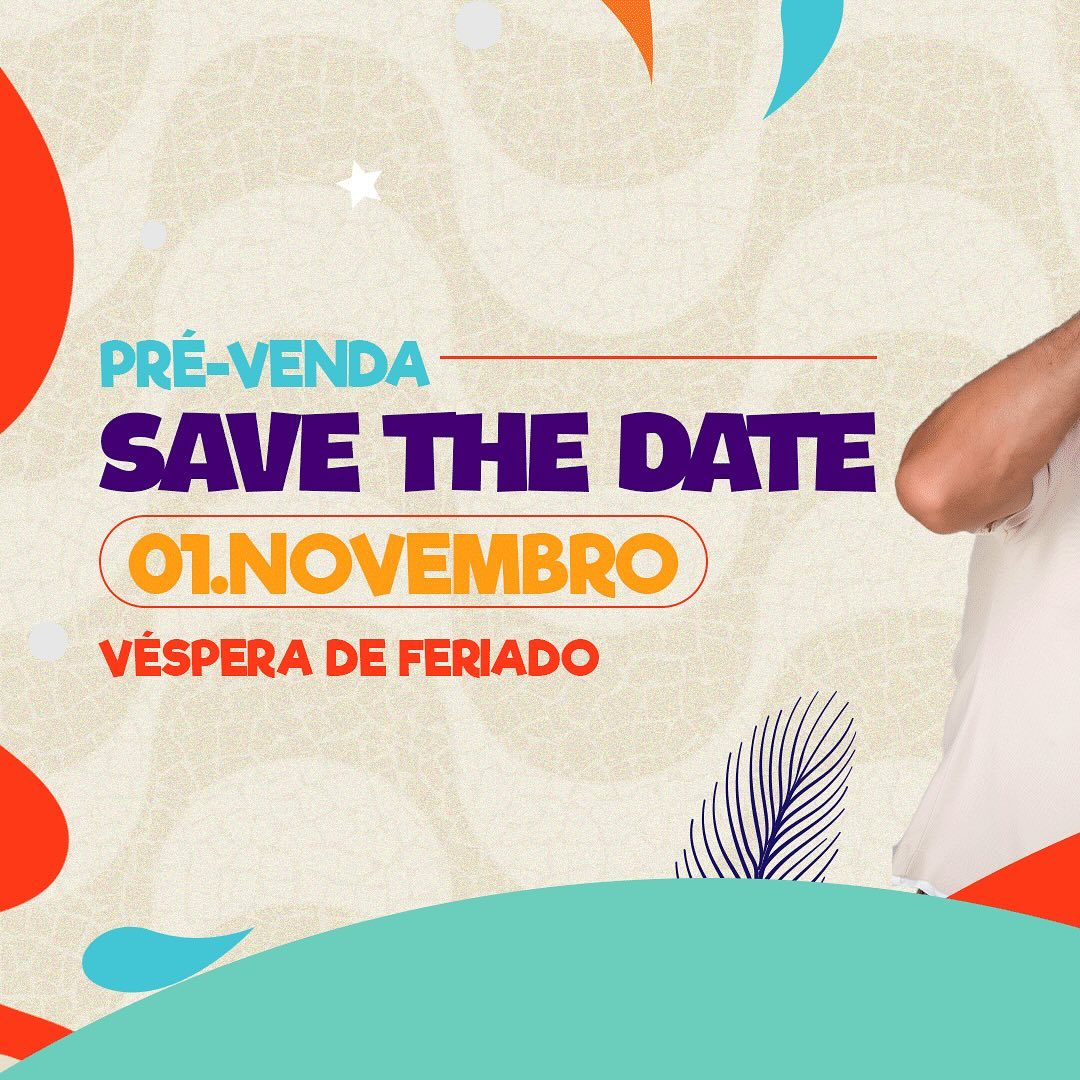 PRÉ-VENDA
SAVE THE DATE
01.NOVEMBRO
VÉSPERA DE FERIADO